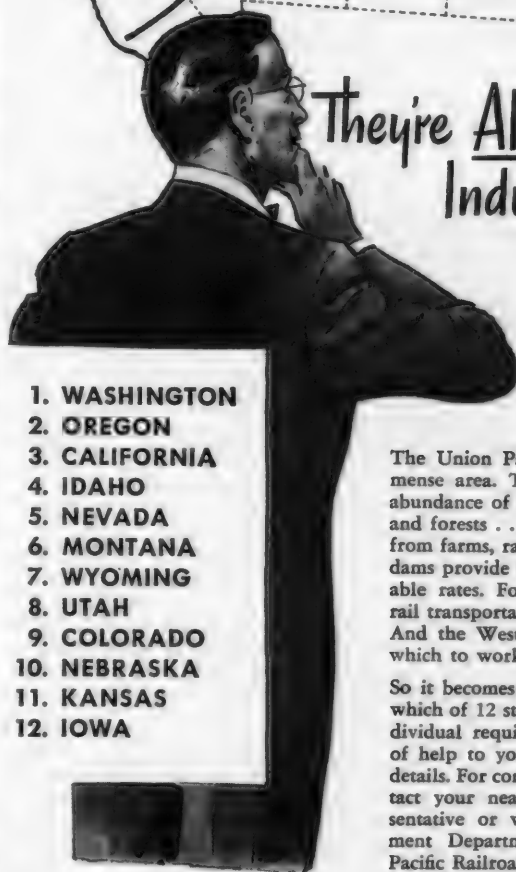 They're
Indu
1. WASHINGTON
2. OREGON
3. CALIFORNIA
4. IDAHO
5. NEVADA
6. MONTANA
7. WYOMING
8. UTAH
9. COLORADO
10. NEBRASKA
11. KANSAS
12. IOWA
The Union P
mense area. T
abundance of
and forests . .
from farms, ra
dams provide
able rates. Fo
rail transporta
And the Wes
which to work
So it becomes
which of 12 st
dividual requi
of help to yo
details. For con
tact your nea
sentative or w
ment Departm
Pacific Railroa